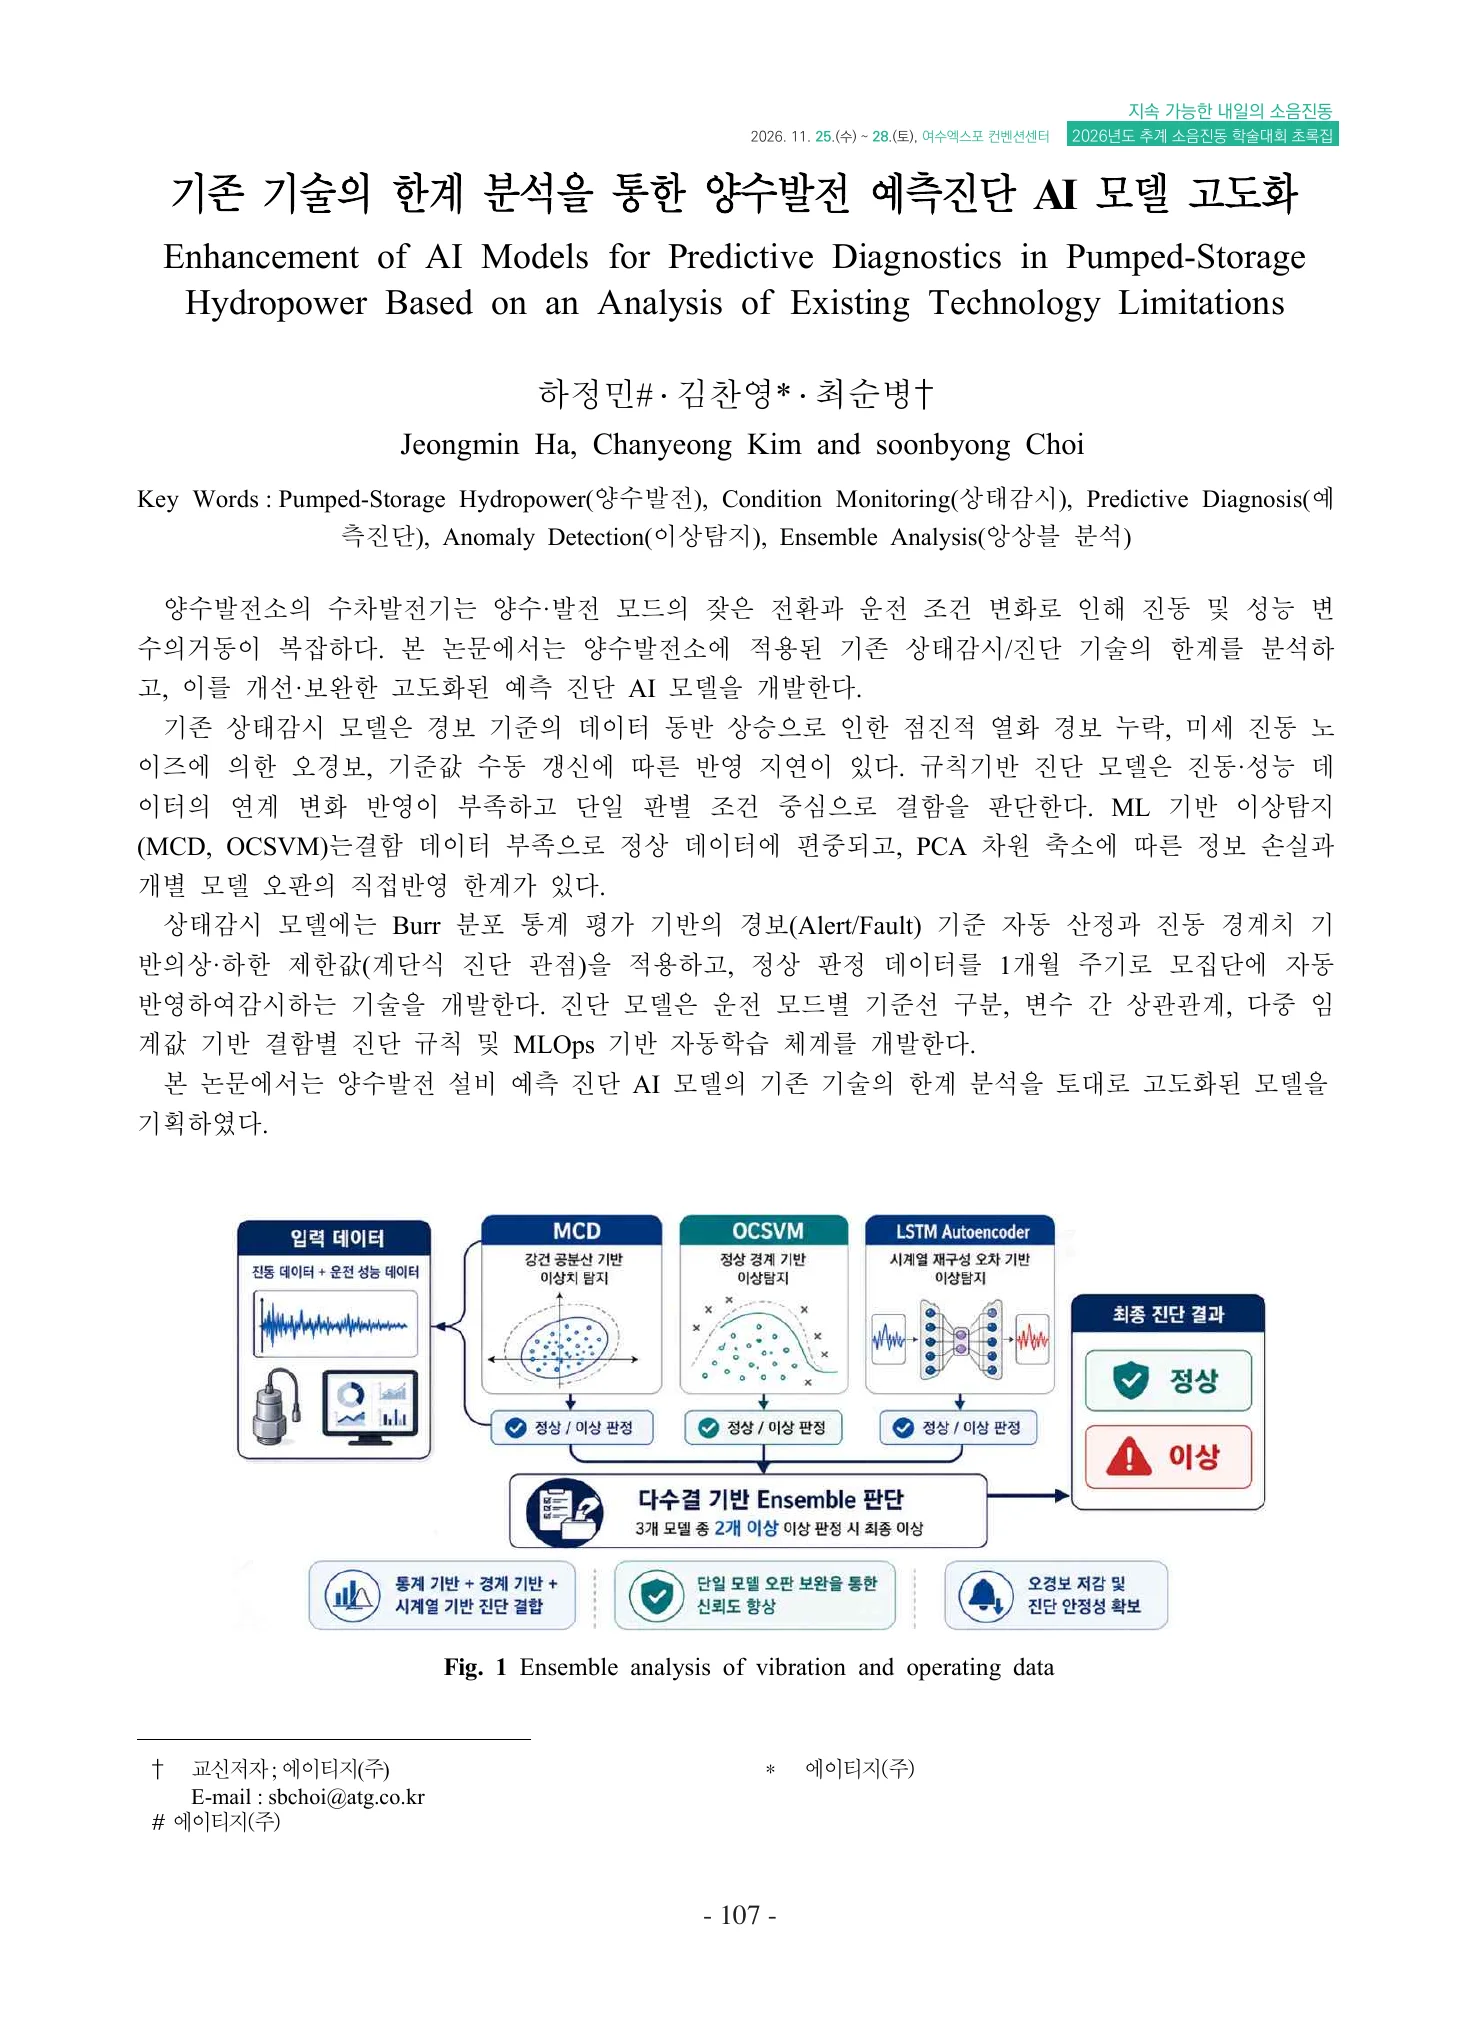 지속 가능한 내일의 소음진동
2026. 11. 25.(수) ~ 28.(토), 여수엑스포 컨벤션센터 2026년도 추계 소음진동 학술대회 초록집
기존 기술의 한계 분석을 통한 양수발전 예측진단 AI 모델 고도화
Enhancement of AI Models for Predictive Diagnostics in Pumped-Storage
Hydropower Based on an Analysis of Existing Technology Limitations
하정민# · 김찬영* · 최순병†
Jeongmin Ha, Chanyeong Kim and soonbyong Choi
Key Words : Pumped-Storage Hydropower(양수발전), Condition Monitoring(상태감시), Predictive Diagnosis(예
측진단), Anomaly Detection(이상탐지), Ensemble Analysis(앙상블 분석)
양수발전소의 수차발전기는 양수·발전 모드의 잦은 전환과 운전 조건 변화로 인해 진동 및 성능 변
수의거동이 복잡하다. 본 논문에서는 양수발전소에 적용된 기존 상태감시/진단 기술의 한계를 분석하
고, 이를 개선·보완한 고도화된 예측 진단 AI 모델을 개발한다.
기존 상태감시 모델은 경보 기준의 데이터 동반 상승으로 인한 점진적 열화 경보 누락, 미세 진동 노
이즈에 의한 오경보, 기준값 수동 갱신에 따른 반영 지연이 있다. 규칙기반 진단 모델은 진동·성능 데
이터의 연계 변화 반영이 부족하고 단일 판별 조건 중심으로 결함을 판단한다. ML 기반 이상탐지
(MCD, OCSVM)는결함 데이터 부족으로 정상 데이터에 편중되고, PCA 차원 축소에 따른 정보 손실과
개별 모델 오판의 직접반영 한계가 있다.
상태감시 모델에는 Burr 분포 통계 평가 기반의 경보(Alert/Fault) 기준 자동 산정과 진동 경계치 기
반의상·하한 제한값(계단식 진단 관점)을 적용하고, 정상 판정 데이터를 1개월 주기로 모집단에 자동
반영하여감시하는 기술을 개발한다. 진단 모델은 운전 모드별 기준선 구분, 변수 간 상관관계, 다중 임
계값 기반 결함별 진단 규칙 및 MLOps 기반 자동학습 체계를 개발한다.
본 논문에서는 양수발전 설비 예측 진단 AI 모델의 기존 기술의 한계 분석을 토대로 고도화된 모델을
기획하였다.
입력 데이터
진동 데이터 + 운전 성능 데이터
MCD
강건 공분산 기반
이상치 탐지
정상 / 이상 판정
OCSVM
정상 경계 기반
이상탐지
정상 / 이상 판정
LSTM Autoencoder
시계열 재구성 오차 기반
이상탐지
정상 / 이상 판정
최종 진단 결과
정상
이상
다수결 기반 Ensemble 판단
3개 모델 중 2개 이상 이상 판정 시 최종 이상
통계 기반 + 경계 기반 +
시계열 기반 진단 결합
단일 모델 오판 보완을 통한
신뢰도 향상
오경보 저감 및
진단 안정성 확보
Fig. 1 Ensemble analysis of vibration and operating data
† 교신저자 ; 에이티지(주)
E-mail : sbchoi@atg.co.kr
# 에이티지(주)
* 에이티지(주)
- 107 -